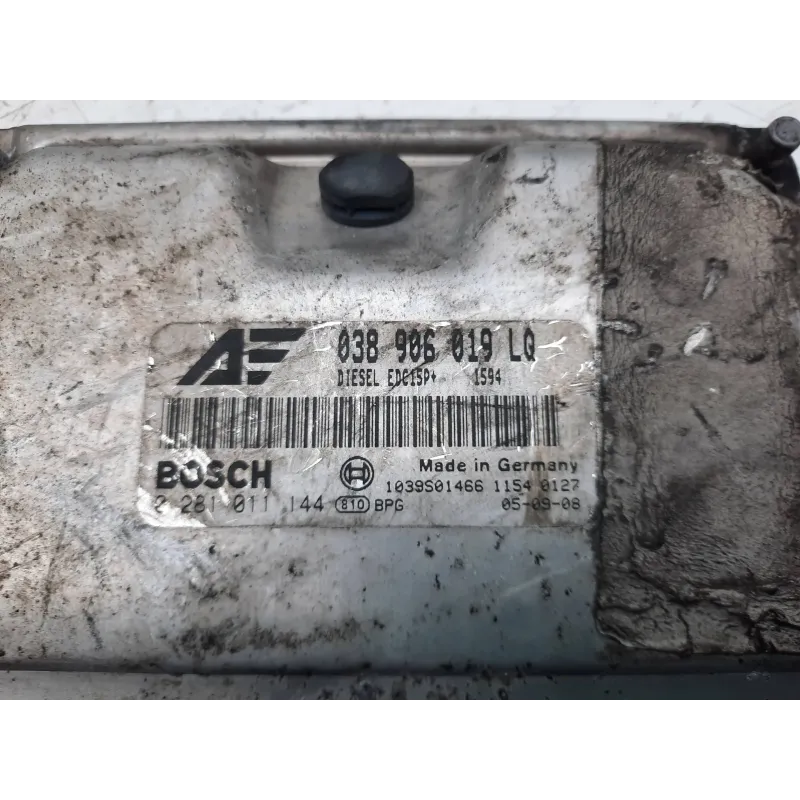 AE 038 906 019 LQ
DIESEL EDC15P+ 1594
BOSCH Made in Germany
1039S01466 1154 0127
0 281 011 144 810 BPG 05-09-08